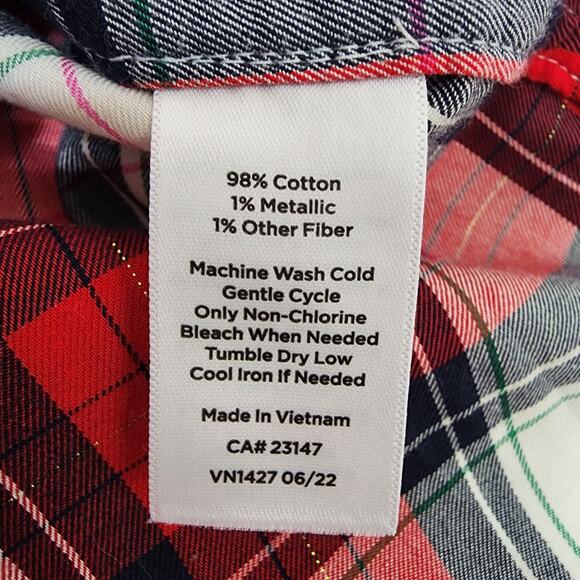 98% Cotton
1% Metallic
1% Other Fiber
Machine Wash Cold
Gentle Cycle
Only Non-Chlorine
Bleach When Needed
Tumble Dry Low
Cool Iron If Needed
Made In Vietnam
CA# 23147
VN1427 06/22